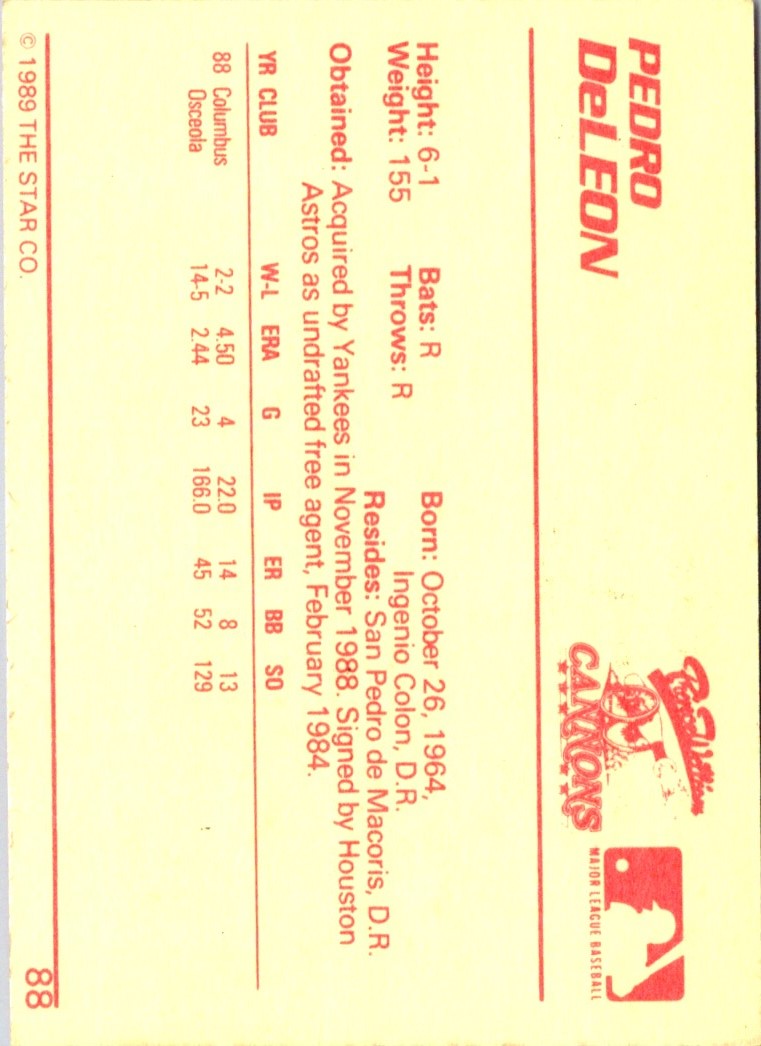 PEDRO
DeLEON
Prince William
CANNONS
MAJOR LEAGUE BASEBALL
Height: 6-1 Bats: R Born: October 26, 1964,
Weight: 155 Throws: R Ingenio Colon, D.R.
Resides: San Pedro de Macoris, D.R.
Obtained: Acquired by Yankees in November 1988. Signed by Houston
Astros as undrafted free agent, February 1984.
YR CLUB W-L ERA G IP ER BB SO
88 Columbus 2-2 4.50 4 22.0 14 8 13
Osceola 14-5 2.44 23 166.0 45 52 129
© 1989 THE STAR CO. 88